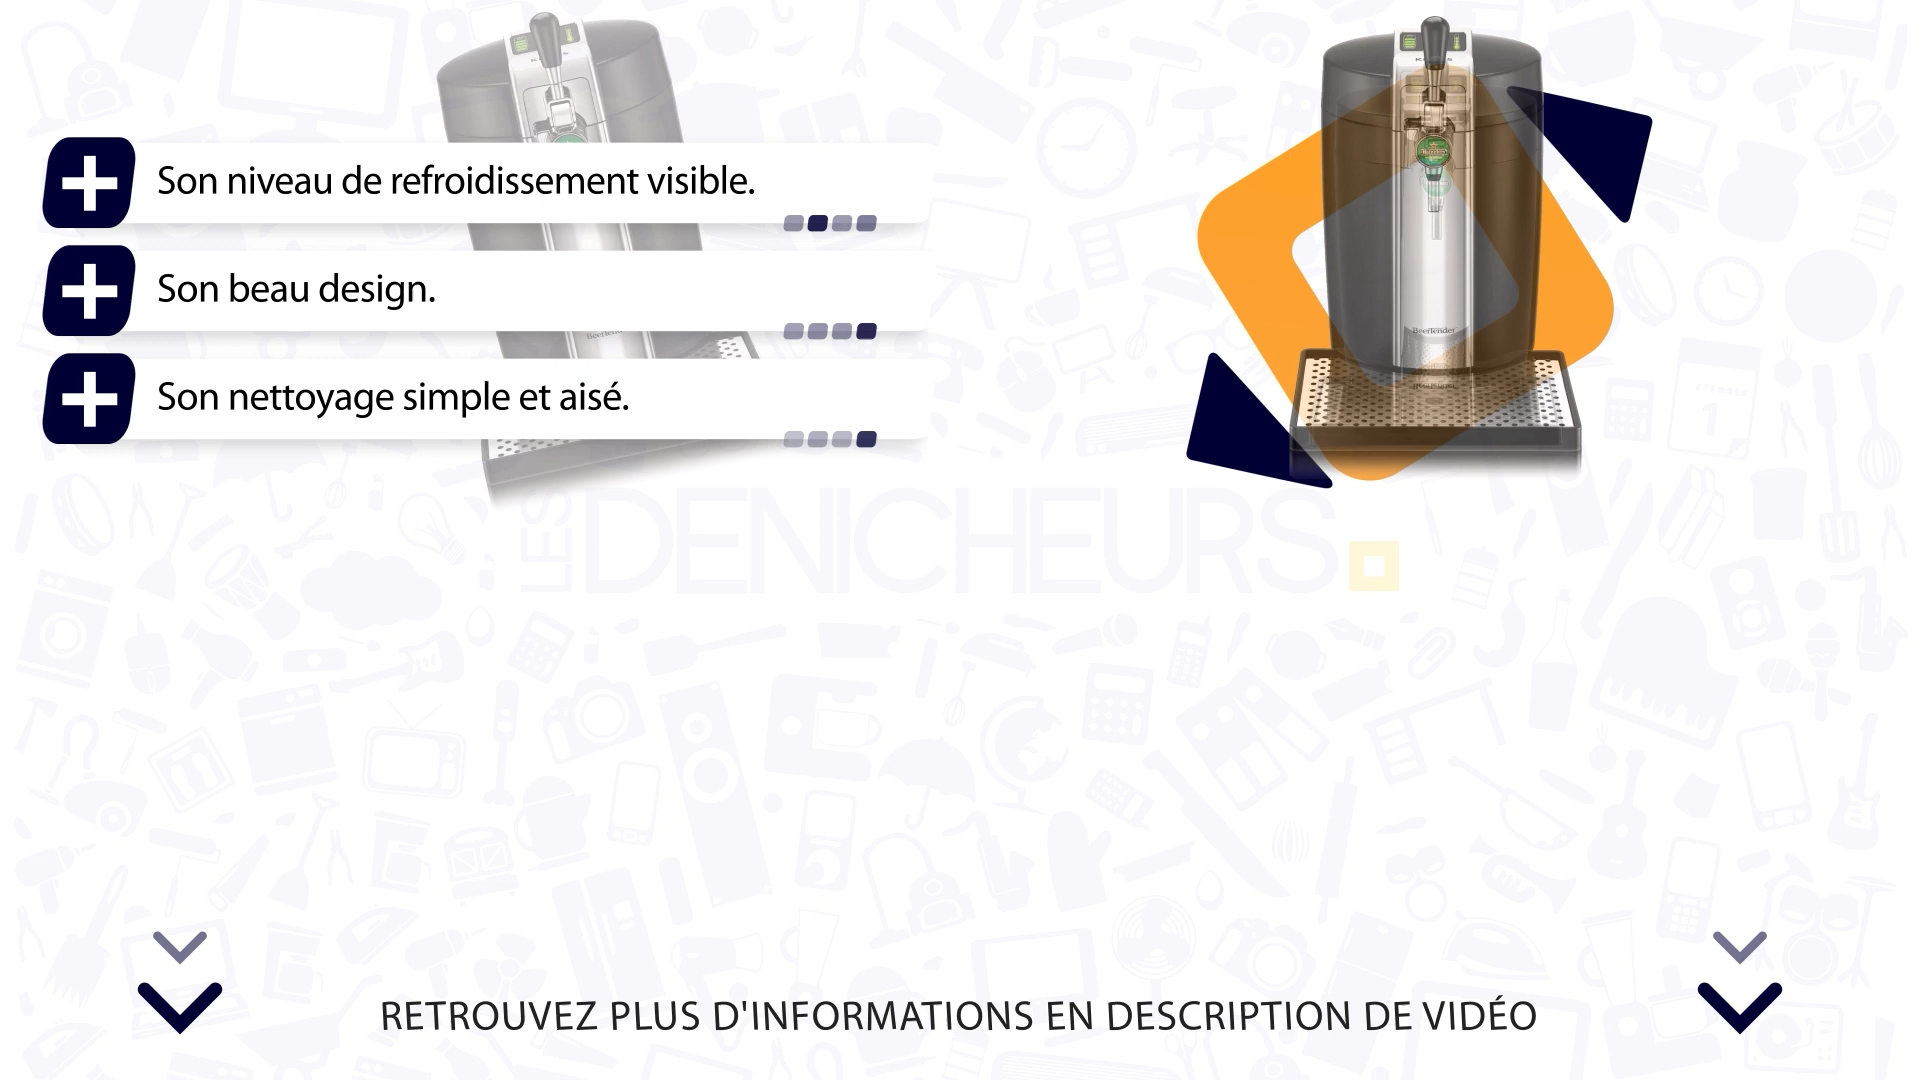 Son niveau de refroidissement visible.
Son beau design.
Son nettoyage simple et aisé.
BeerTender
LES DENICHEURS
RETROUVEZ PLUS D'INFORMATIONS EN DESCRIPTION DE VIDÉO